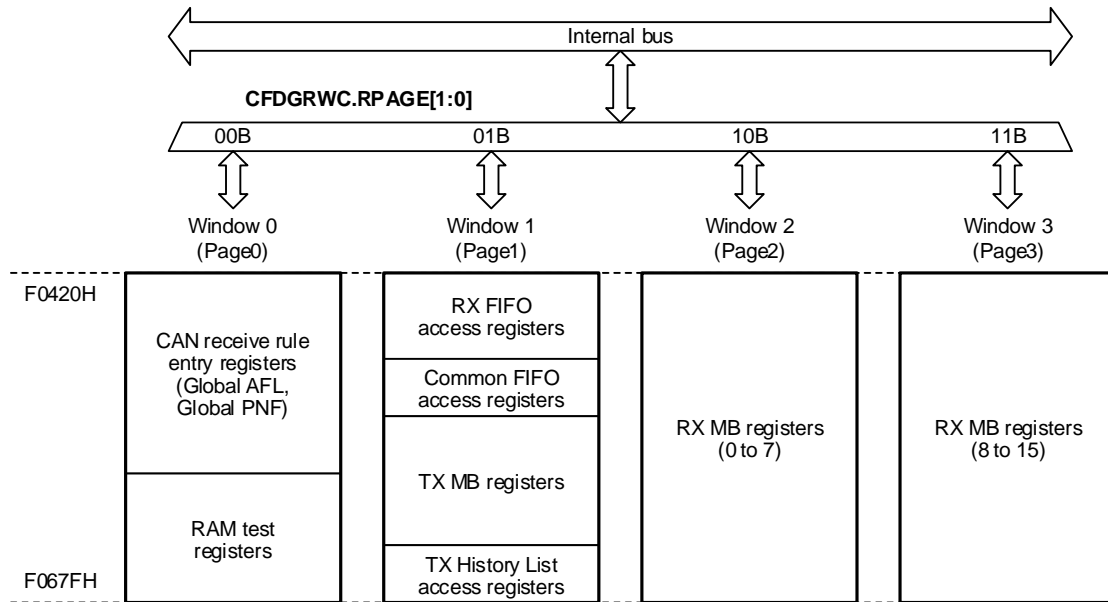 Internal bus
CFDGRWC.RPAGE[1:0]
00B
01B
10B
11B
Window 0
(Page0)
Window 1
(Page1)
Window 2
(Page2)
Window 3
(Page3)
F0420H
CAN receive rule
entry registers
(Global AFL,
Global PNF)
RAM test
registers
RX FIFO
access registers
Common FIFO
access registers
TX MB registers
TX History List
access registers
RX MB registers
(0 to 7)
RX MB registers
(8 to 15)
F067FH